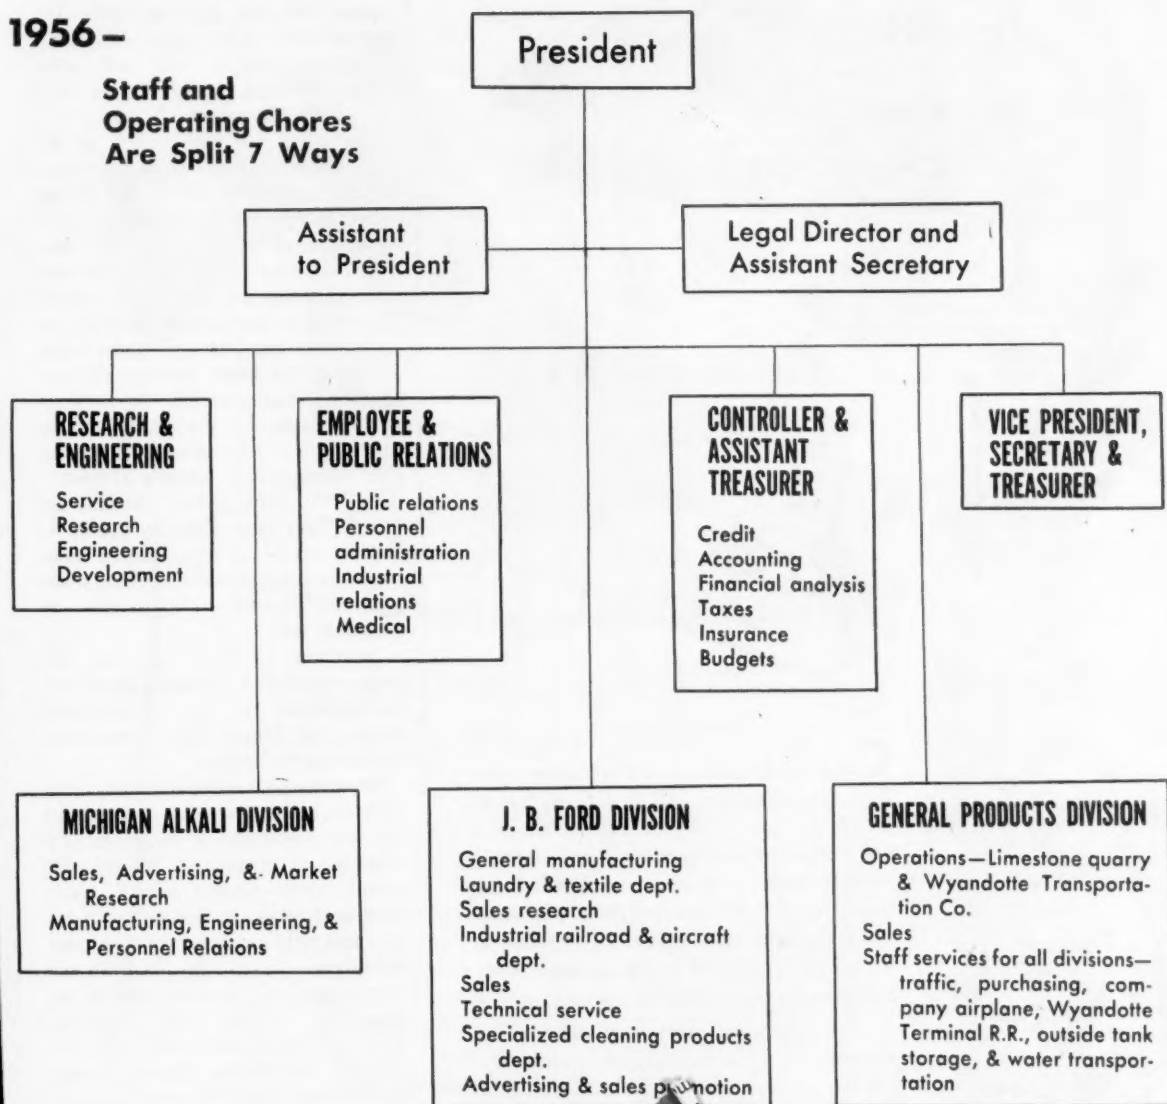 1956 –
Staff and
Operating Chores
Are Split 7 Ways
President
Assistant
to President
Legal Director and
Assistant Secretary
RESEARCH &
ENGINEERING
Service
Research
Engineering
Development
EMPLOYEE &
PUBLIC RELATIONS
Public relations
Personnel
administration
Industrial
relations
Medical
CONTROLLER &
ASSISTANT
TREASURER
Credit
Accounting
Financial analysis
Taxes
Insurance
Budgets
VICE PRESIDENT,
SECRETARY &
TREASURER
MICHIGAN ALKALI DIVISION
Sales, Advertising, & Market
Research
Manufacturing, Engineering, &
Personnel Relations
J. B. FORD DIVISION
General manufacturing
Laundry & textile dept.
Sales research
Industrial railroad & aircraft
dept.
Sales
Technical service
Specialized cleaning products
dept.
Advertising & sales
GENERAL PRODUCTS DIVISION
Operations—Limestone quarry
& Wyandotte Transporta-
tion Co.
Sales
Staff services for all divisions—
traffic, purchasing, com-
pany airplane, Wyandotte
Terminal R.R., outside tank
storage, & water transpor-
tation